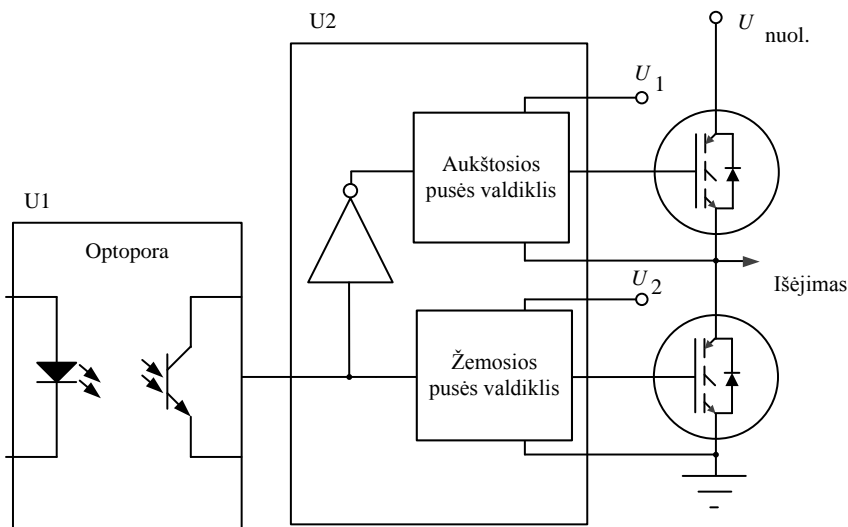 U2
U nuol.
U 1
Aukštosios
pusės valdiklis
U1
Optopora
Išėjimas
U 2
Žemosios
pusės valdiklis